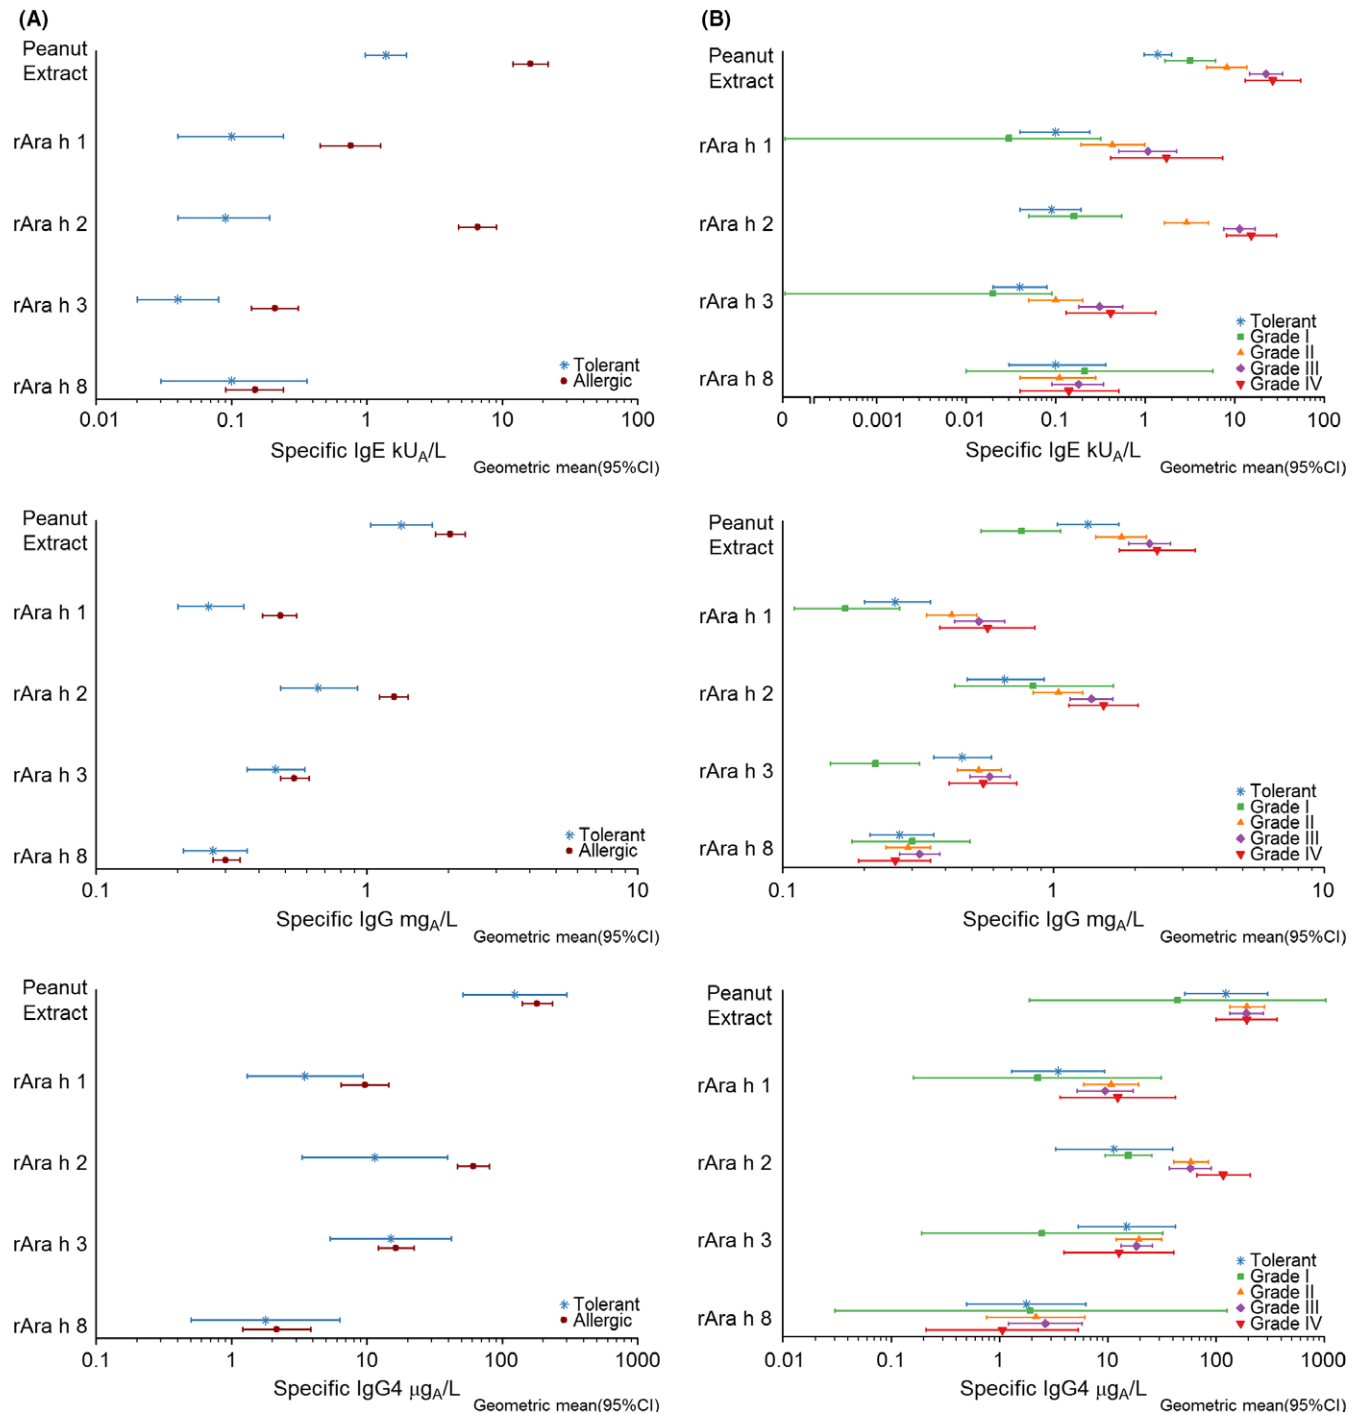 (A)
Peanut
Extract
rAra h 1
rAra h 2
rAra h 3
rAra h 8
Tolerant
Allergic
0.01 0.1 1 10 100
Specific IgE kUA/L
Geometric mean(95%CI)
(B)
Peanut
Extract
rAra h 1
rAra h 2
rAra h 3
rAra h 8
Tolerant
Grade I
Grade II
Grade III
Grade IV
0 0.001 0.01 0.1 1 10 100
Specific IgE kUA/L
Geometric mean(95%CI)
Peanut
Extract
rAra h 1
rAra h 2
rAra h 3
rAra h 8
Tolerant
Allergic
0.1 1 10
Specific IgG mgA/L
Geometric mean(95%CI)
Peanut
Extract
rAra h 1
rAra h 2
rAra h 3
rAra h 8
Tolerant
Grade I
Grade II
Grade III
Grade IV
0.1 1 10
Specific IgG mgA/L
Geometric mean(95%CI)
Peanut
Extract
rAra h 1
rAra h 2
rAra h 3
rAra h 8
Tolerant
Allergic
0.1 1 10 100 1000
Specific IgG4 µgA/L
Geometric mean(95%CI)
Peanut
Extract
rAra h 1
rAra h 2
rAra h 3
rAra h 8
Tolerant
Grade I
Grade II
Grade III
Grade IV
0.01 0.1 1 10 100 1000
Specific IgG4 µgA/L
Geometric mean(95%CI)